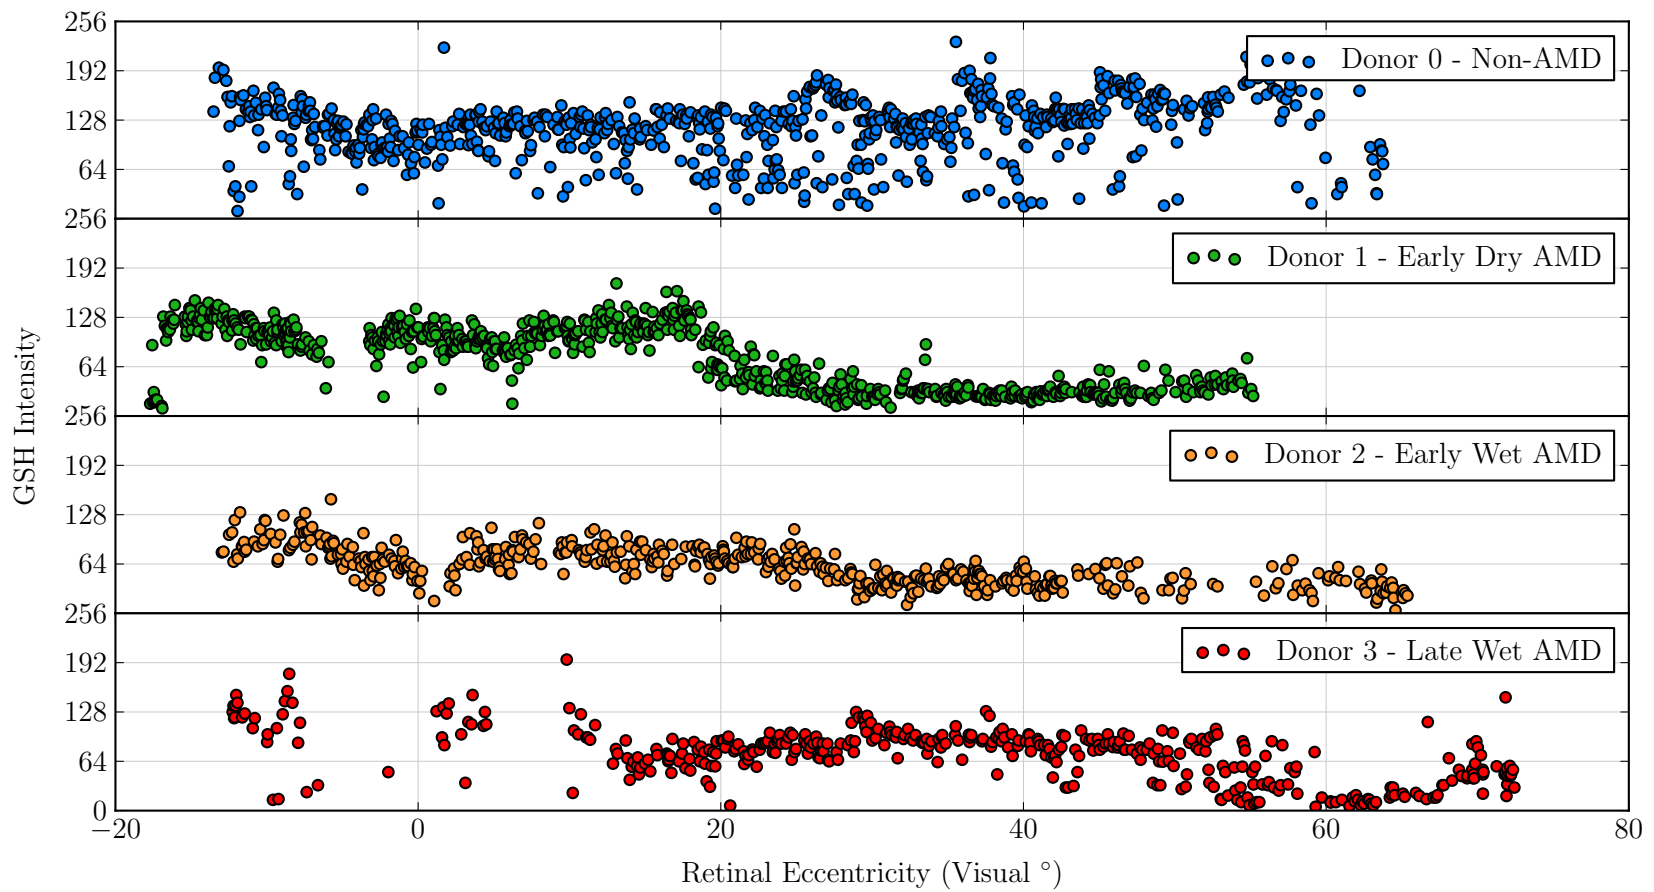 256
192
Donor 0 - Non-AMD
128
64
256
Donor 1 - Early Dry AMD
192
128
64
256
GSH Intensity
Donor 2 - Early Wet AMD
192
128
64
256
Donor 3 - Late Wet AMD
192
128
64
0
−20 0 20 40 60 80
Retinal Eccentricity (Visual °)